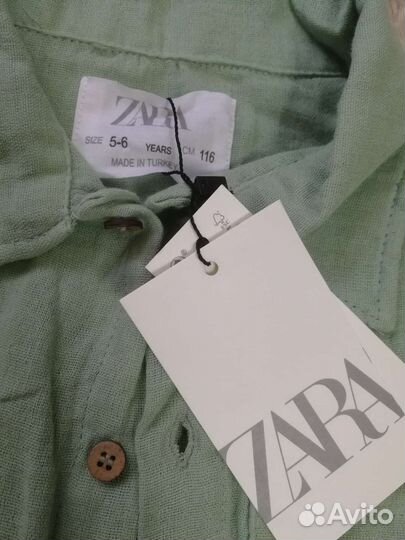 ZARA
SIZE 5-6 YEARS CM 116
MADE IN TURKEY
ZARA
Avito